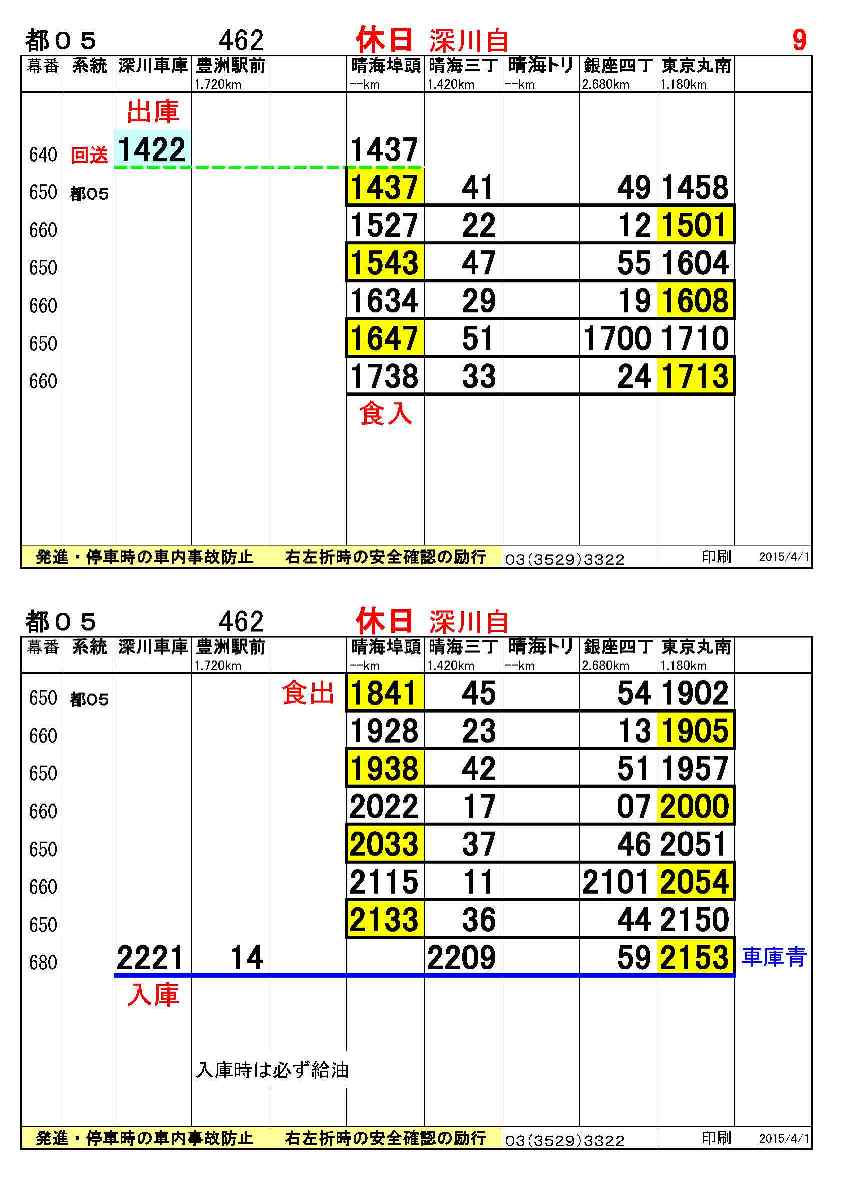 都05 462 休日 深川自 9
幕番 系統 深川車庫 豊洲駅前 晴海埠頭 晴海三丁 晴海トリ 銀座四丁 東京丸南
1.720km --km 1.420km --km 2.680km 1.180km
出庫
640 回送 1422 1437
650 都05 1437 41 49 1458
660 1527 22 12 1501
650 1543 47 55 1604
660 1634 29 19 1608
650 1647 51 1700 1710
660 1738 33 24 1713
食入
発進・停車時の車内事故防止 右左折時の安全確認の励行 03(3529)3322 印刷 2015/4/1
都05 462 休日 深川自
幕番 系統 深川車庫 豊洲駅前 晴海埠頭 晴海三丁 晴海トリ 銀座四丁 東京丸南
1.720km --km 1.420km --km 2.680km 1.180km
650 都05 食出 1841 45 54 1902
660 1928 23 13 1905
650 1938 42 51 1957
660 2022 17 07 2000
650 2033 37 46 2051
660 2115 11 2101 2054
650 2133 36 44 2150
680 2221 14 2209 59 2153 車庫青
入庫
入庫時は必ず給油
発進・停車時の車内事故防止 右左折時の安全確認の励行 03(3529)3322 印刷 2015/4/1